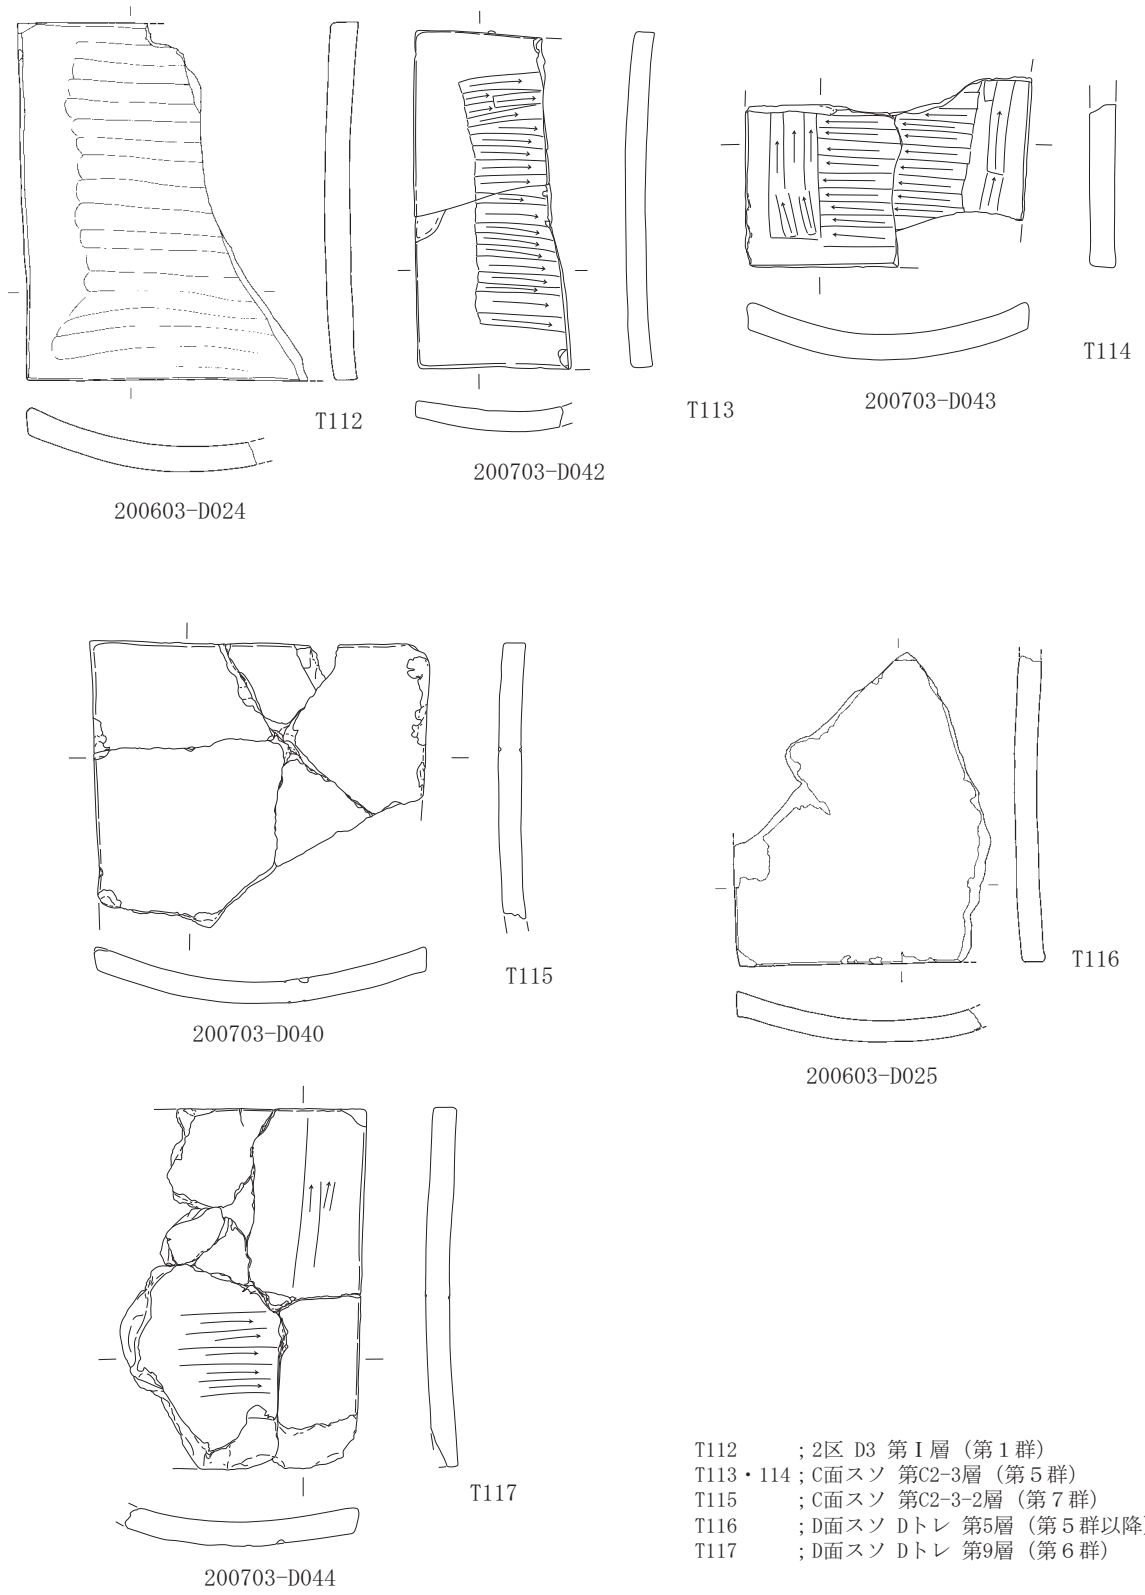 T112
T113
T114
200603-D024
200703-D042
200703-D043
T115
T116
200703-D040
200603-D025
T117
200703-D044
T112 ；2区 D3 第Ⅰ層（第１群）
T113・114；C面スソ 第C2-3層（第５群）
T115 ；C面スソ 第C2-3-2層（第７群）
T116 ；D面スソ Dトレ 第5層（第５群以降）
T117 ；D面スソ Dトレ 第9層（第６群）